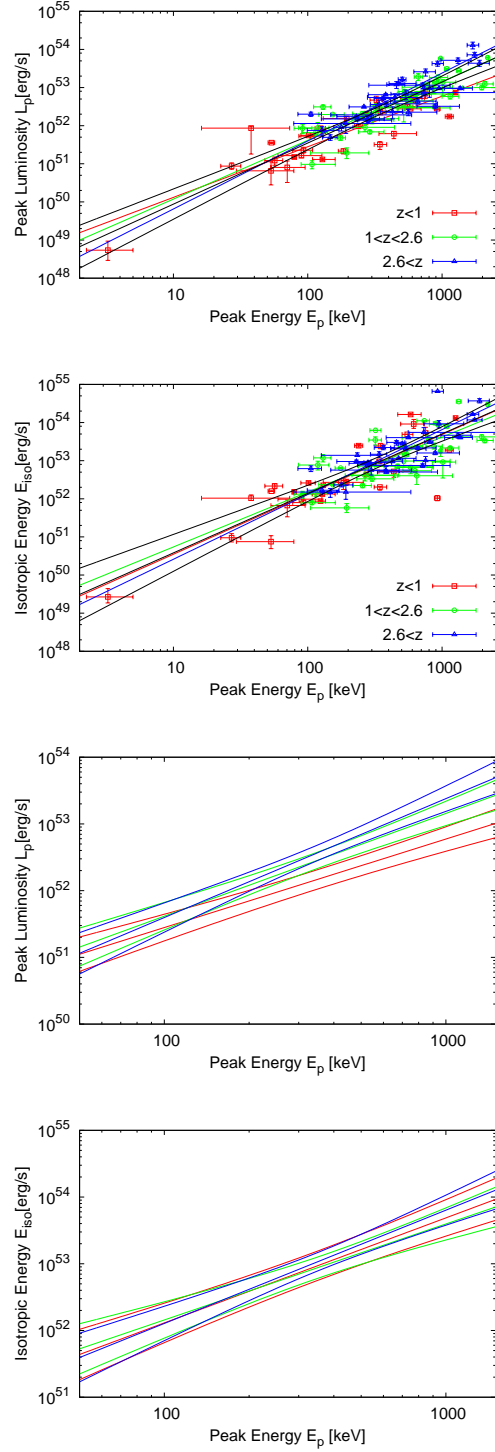 10^55
10^54
10^53
10^52
10^51
10^50
10^49
10^48
Peak Luminosity L_p[erg/s]
z<1
1<z<2.6
2.6<z
10 100 1000
Peak Energy E_p [keV]
10^55
10^54
10^53
10^52
10^51
10^50
10^49
10^48
Isotropic Energy E_iso[erg/s]
z<1
1<z<2.6
2.6<z
10 100 1000
Peak Energy E_p [keV]
10^54
10^53
10^52
10^51
10^50
Peak Luminosity L_p[erg/s]
100 1000
Peak Energy E_p [keV]
10^55
10^54
10^53
10^52
10^51
Isotropic Energy E_iso[erg/s]
100 1000
Peak Energy E_p [keV]